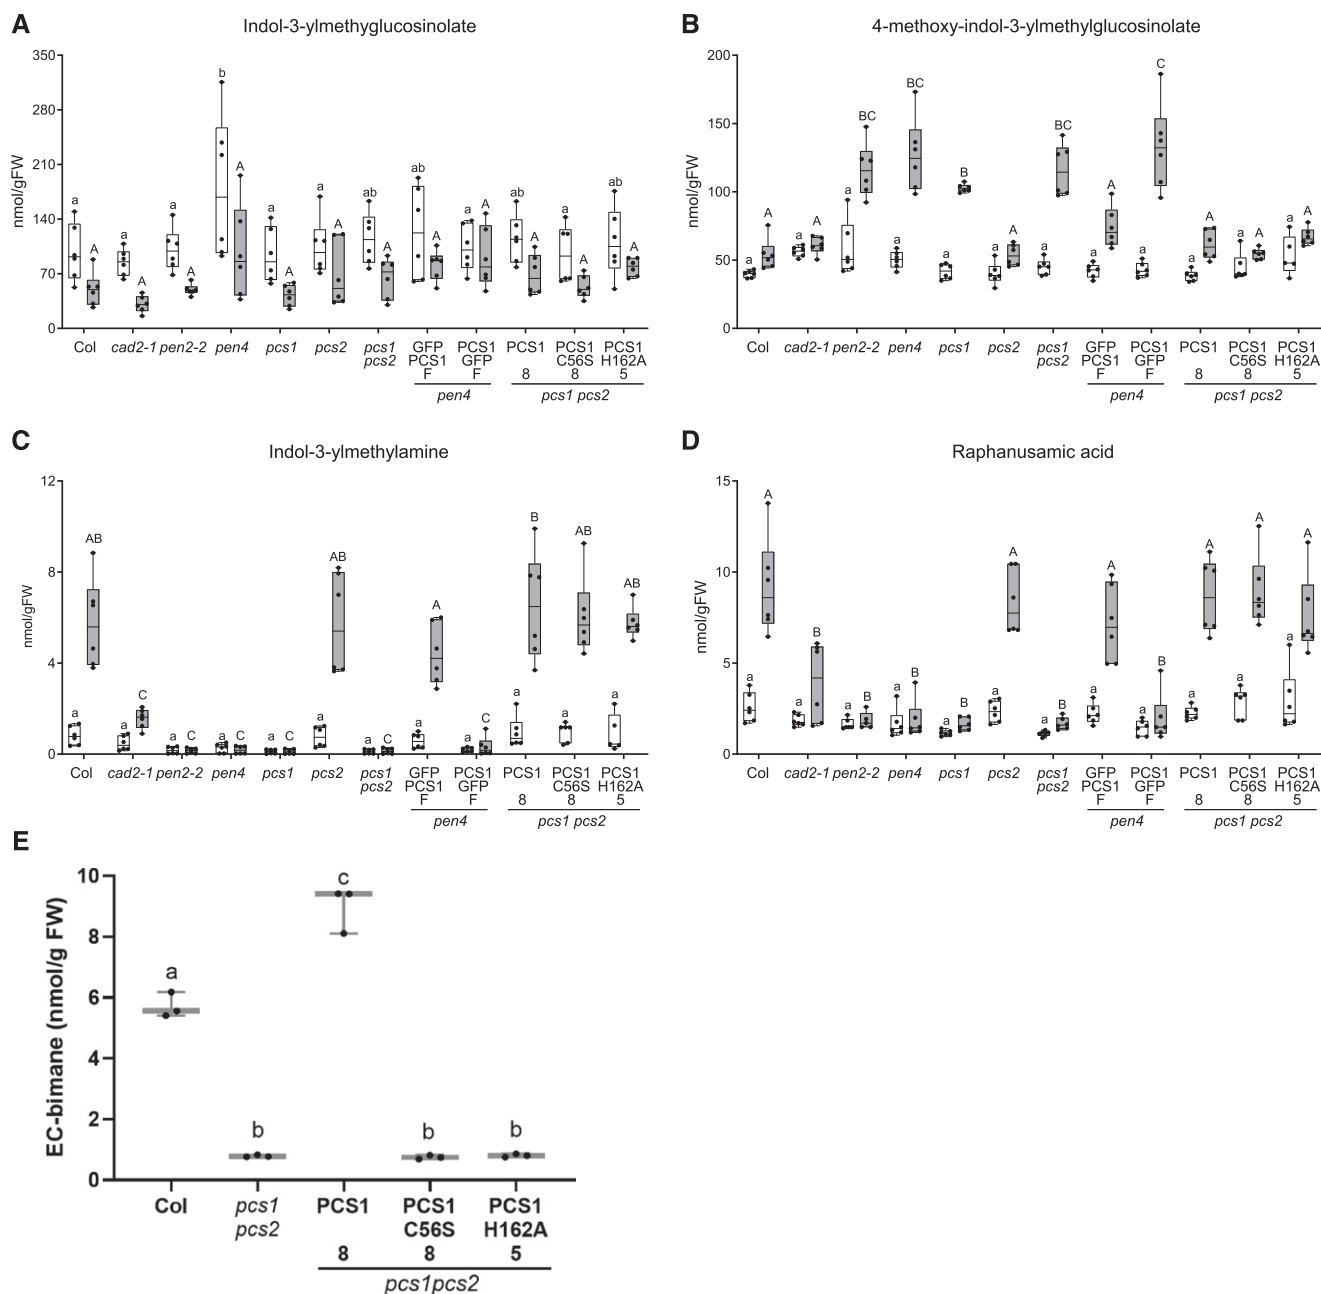 A
Indol-3-ylmethyglucosinolate
nmol/gFW
350
280
210
140
70
0
a A a A a A b A a A a A ab A ab A a A ab A a A ab A
Col cad2-1 pen2-2 pen4 pcs1 pcs2 pcs1 GFP PCS1 PCS1 PCS1 PCS1
pcs2 PCS1 GFP C56S H162A
F F 8 8 5
pen4 pcs1 pcs2
B
4-methoxy-indol-3-ylmethylglucosinolate
nmol/gFW
200
150
100
50
0
a A a A a BC a BC a B a A a BC a A a C a A a A a A
Col cad2-1 pen2-2 pen4 pcs1 pcs2 pcs1 GFP PCS1 PCS1 PCS1 PCS1
pcs2 PCS1 GFP C56S H162A
F F 8 8 5
pen4 pcs1 pcs2
C
Indol-3-ylmethylamine
nmol/gFW
12
8
4
0
a AB a C a C a C a C a AB a C a A a C a B a AB a AB
Col cad2-1 pen2-2 pen4 pcs1 pcs2 pcs1 GFP PCS1 PCS1 PCS1 PCS1
pcs2 PCS1 GFP C56S H162A
F F 8 8 5
pen4 pcs1 pcs2
D
Raphanusamic acid
nmol/gFW
15
10
5
0
a A a B a B a B a B a A a B a A a B a A a A a A
Col cad2-1 pen2-2 pen4 pcs1 pcs2 pcs1 GFP PCS1 PCS1 PCS1 PCS1
pcs2 PCS1 GFP C56S H162A
F F 8 8 5
pen4 pcs1 pcs2
E
EC-bimane (nmol/g FW)
10
8
6
4
2
0
a b c b b
Col pcs1 PCS1 PCS1 PCS1
pcs2 C56S H162A
8 8 5
pcs1pcs2